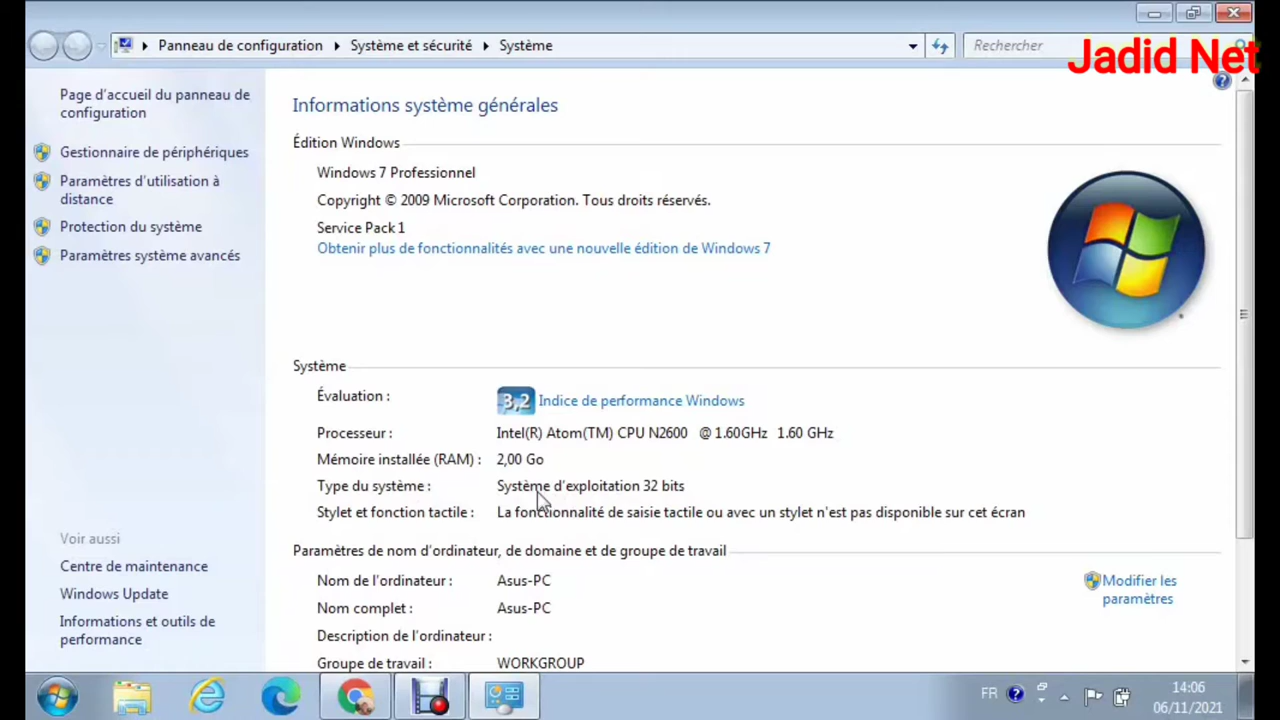 Panneau de configuration
Système et sécurité
Système
Rechercher
Jadid Net
Page d'accueil du panneau de
configuration
Gestionnaire de périphériques
Paramètres d'utilisation à
distance
Protection du système
Paramètres système avancés
Voir aussi
Centre de maintenance
Windows Update
Informations et outils de
performance
Informations système générales
Édition Windows
Windows 7 Professionnel
Copyright © 2009 Microsoft Corporation. Tous droits réservés.
Service Pack 1
Obtenir plus de fonctionnalités avec une nouvelle édition de Windows 7
Système
Évaluation :
3,2 Indice de performance Windows
Processeur : Intel(R) Atom(TM) CPU N2600 @ 1.60GHz 1.60 GHz
Mémoire installée (RAM) : 2,00 Go
Type du système : Système d'exploitation 32 bits
Stylet et fonction tactile : La fonctionnalité de saisie tactile ou avec un stylet n'est pas disponible sur cet écran
Paramètres de nom d'ordinateur, de domaine et de groupe de travail
Nom de l'ordinateur : Asus-PC
Modifier les
paramètres
Nom complet : Asus-PC
Description de l'ordinateur :
Groupe de travail : WORKGROUP
FR
14:06
06/11/2021